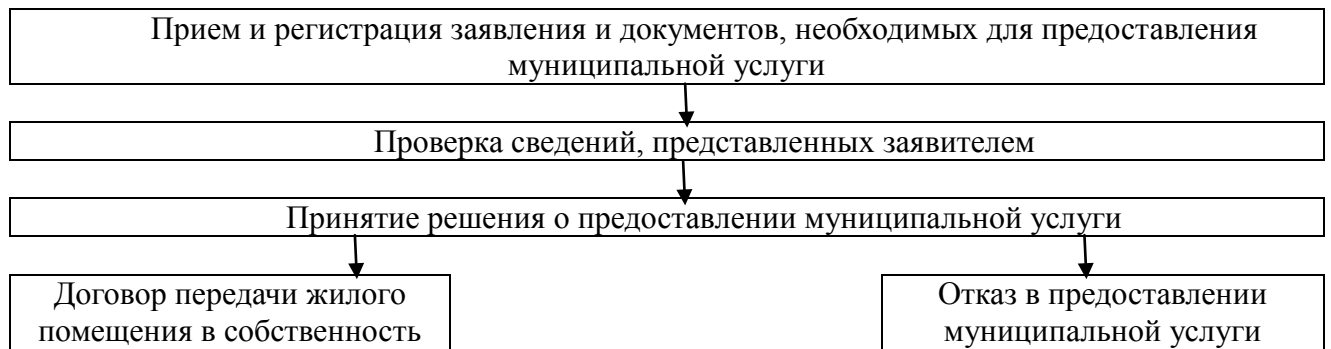 Прием и регистрация заявления и документов, необходимых для предоставления
муниципальной услуги
Проверка сведений, представленных заявителем
Принятие решения о предоставлении муниципальной услуги
Договор передачи жилого
помещения в собственность
Отказ в предоставлении
муниципальной услуги